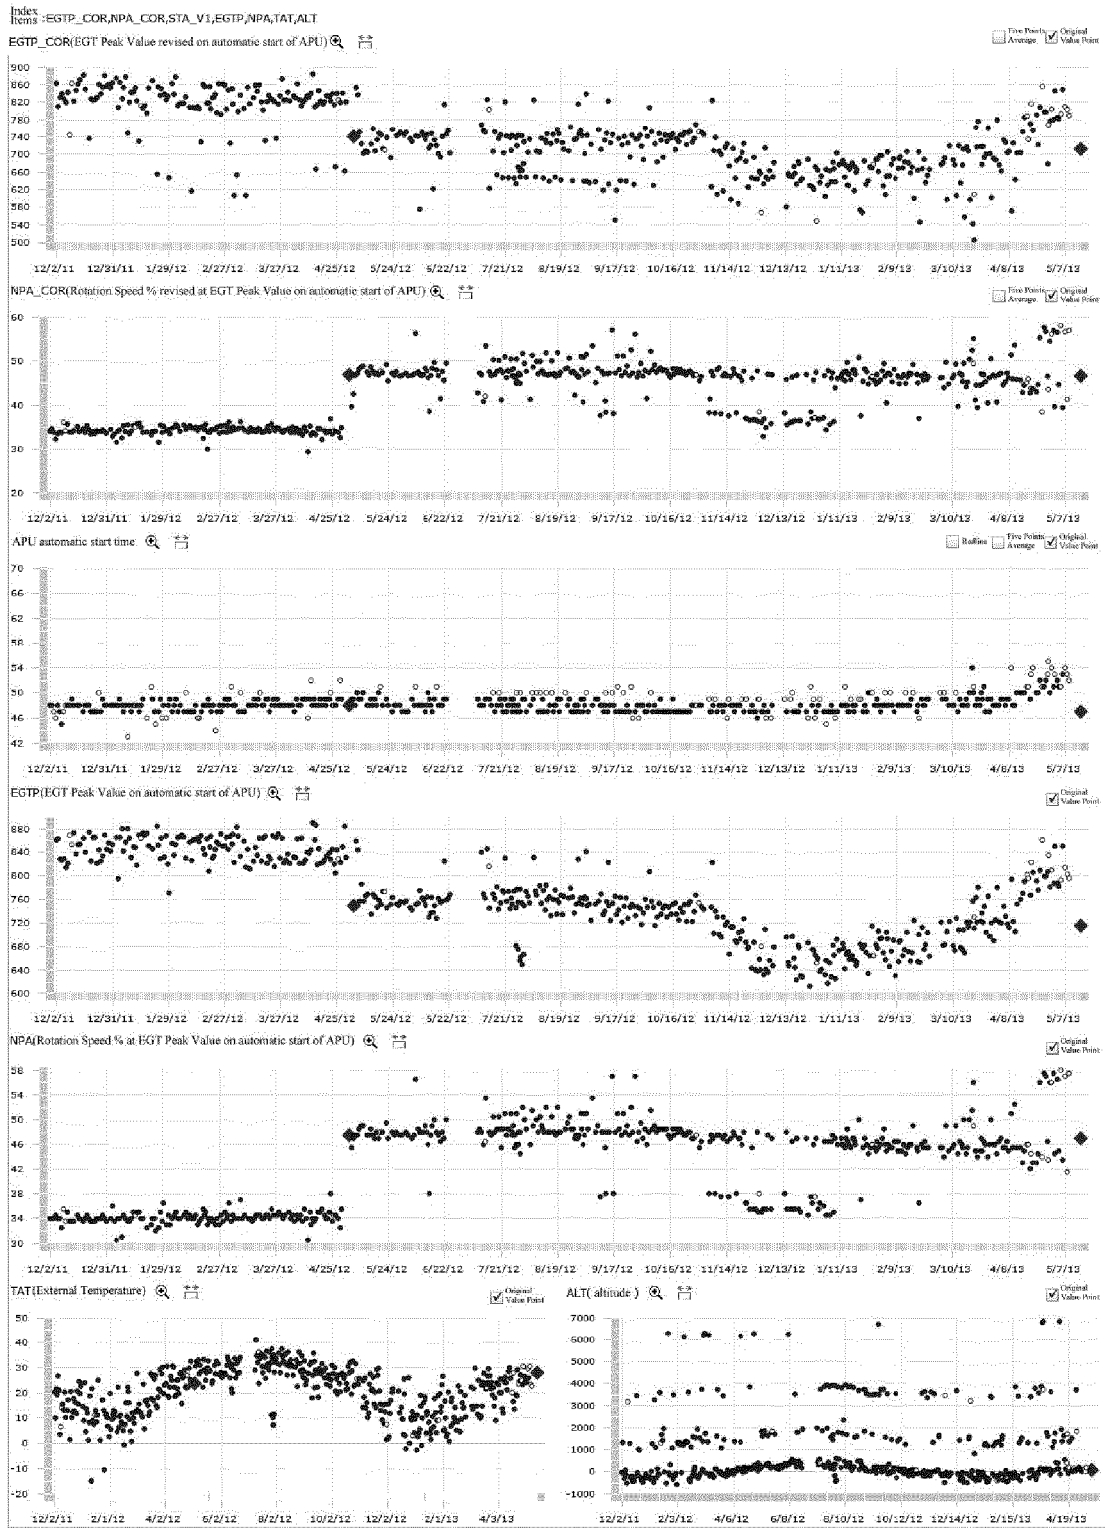 Index
Items :EGTP_COR,NPA_COR,STA_V1,EGTP,NPA,TAT,ALT
EGTP_COR(EGT Peak Value revised on automatic start of APU)
Five Points Average Original Value Point
900
860
820
780
740
700
660
620
580
540
500
12/2/11 12/31/11 1/29/12 2/27/12 3/27/12 4/25/12 5/24/12 6/22/12 7/21/12 8/19/12 9/17/12 10/16/12 11/14/12 12/13/12 1/11/13 2/9/13 3/10/13 4/8/13 5/7/13
NPA_COR(Rotation Speed % revised at EGT Peak Value on automatic start of APU)
Five Points Average Original Value Point
60
50
40
30
20
12/2/11 12/31/11 1/29/12 2/27/12 3/27/12 4/25/12 5/24/12 6/22/12 7/21/12 8/19/12 9/17/12 10/16/12 11/14/12 12/13/12 1/11/13 2/9/13 3/10/13 4/8/13 5/7/13
APU automatic start time
Redline Five Points Average Original Value Point
70
66
62
58
54
50
46
42
12/2/11 12/31/11 1/29/12 2/27/12 3/27/12 4/25/12 5/24/12 6/22/12 7/21/12 8/19/12 9/17/12 10/16/12 11/14/12 12/13/12 1/11/13 2/9/13 3/10/13 4/8/13 5/7/13
EGTP(EGT Peak Value on automatic start of APU)
Original Value Point
880
840
800
760
720
680
640
600
12/2/11 12/31/11 1/29/12 2/27/12 3/27/12 4/25/12 5/24/12 6/22/12 7/21/12 8/19/12 9/17/12 10/16/12 11/14/12 12/13/12 1/11/13 2/9/13 3/10/13 4/8/13 5/7/13
NPA(Rotation Speed % at EGT Peak Value on automatic start of APU)
Original Value Point
58
54
50
46
42
38
34
30
12/2/11 12/31/11 1/29/12 2/27/12 3/27/12 4/25/12 5/24/12 6/22/12 7/21/12 8/19/12 9/17/12 10/16/12 11/14/12 12/13/12 1/11/13 2/9/13 3/10/13 4/8/13 5/7/13
TAT(External Temperature)
Original Value Point
50
40
30
20
10
0
-10
-20
12/2/11 2/1/12 4/2/12 6/2/12 8/2/12 10/2/12 12/2/12 2/1/13 4/3/13
ALT( altitude )
Original Value Point
7000
6000
5000
4000
3000
2000
1000
0
-1000
12/2/11 2/3/12 4/6/12 6/8/12 8/10/12 10/12/12 12/14/12 2/15/13 4/19/13